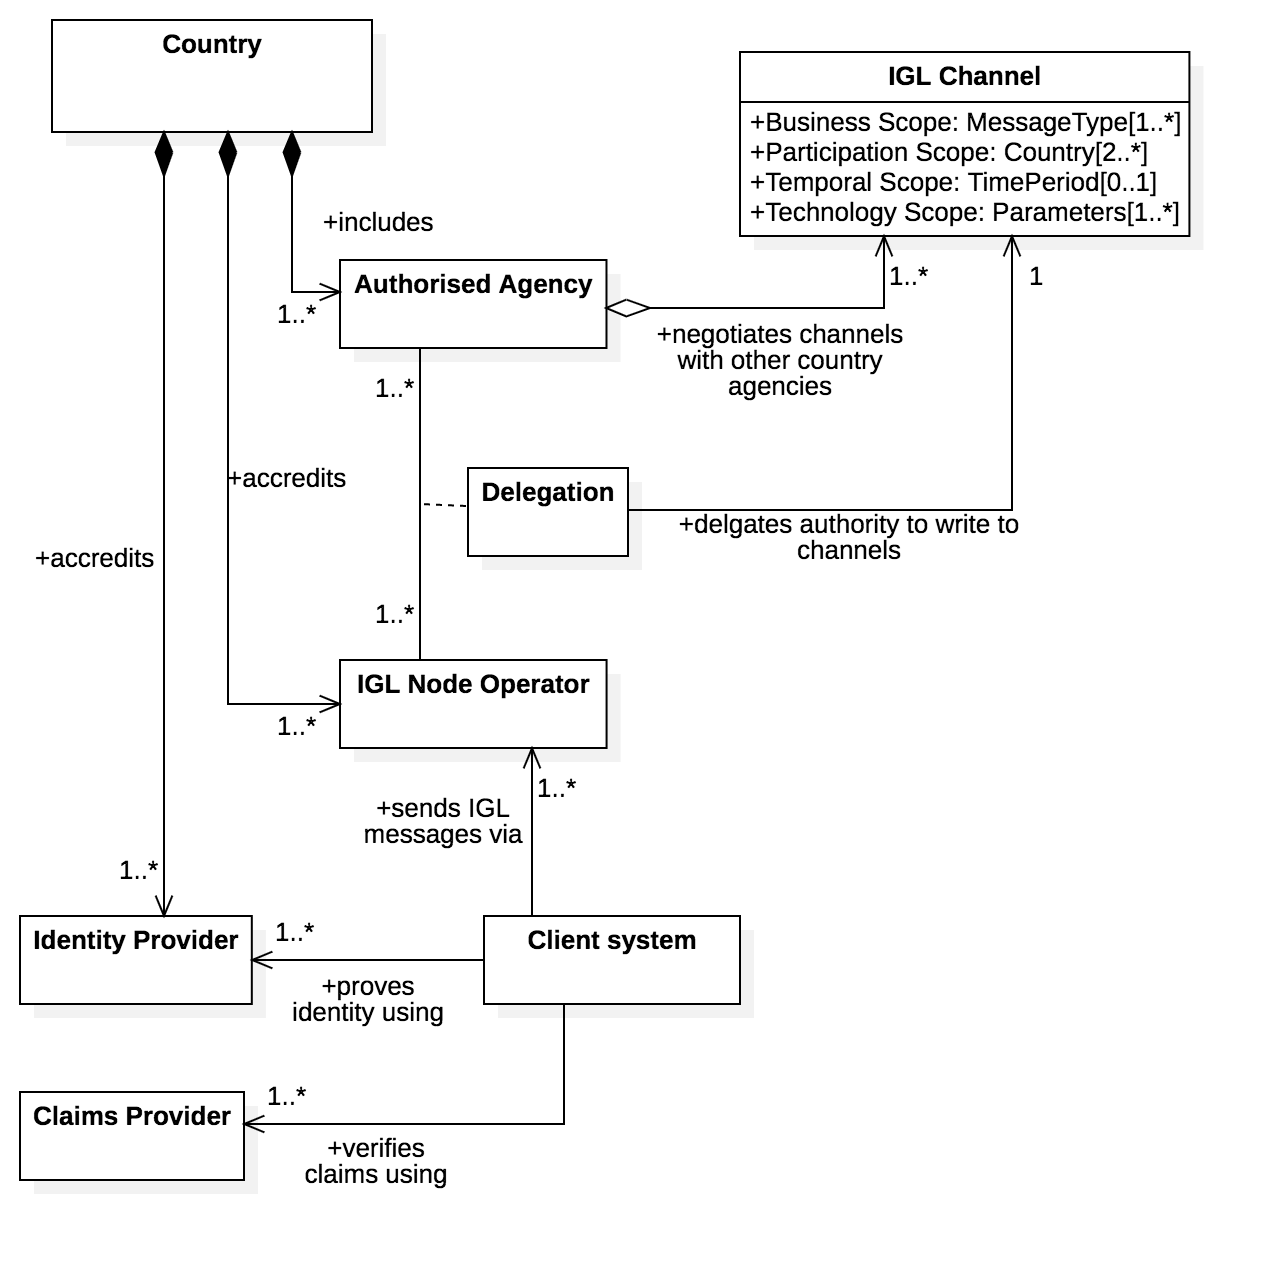 Country
IGL Channel
+Business Scope: MessageType[1..*]
+Participation Scope: Country[2..*]
+Temporal Scope: TimePeriod[0..1]
+Technology Scope: Parameters[1..*]
+includes
Authorised Agency
1..*
1..*
1
+negotiates channels
with other country
agencies
1..*
+accredits
Delegation
+delgates authority to write to
channels
+accredits
1..*
IGL Node Operator
1..*
1..*
+sends IGL
messages via
1..*
Identity Provider
1..*
Client system
+proves
identity using
Claims Provider
1..*
+verifies
claims using